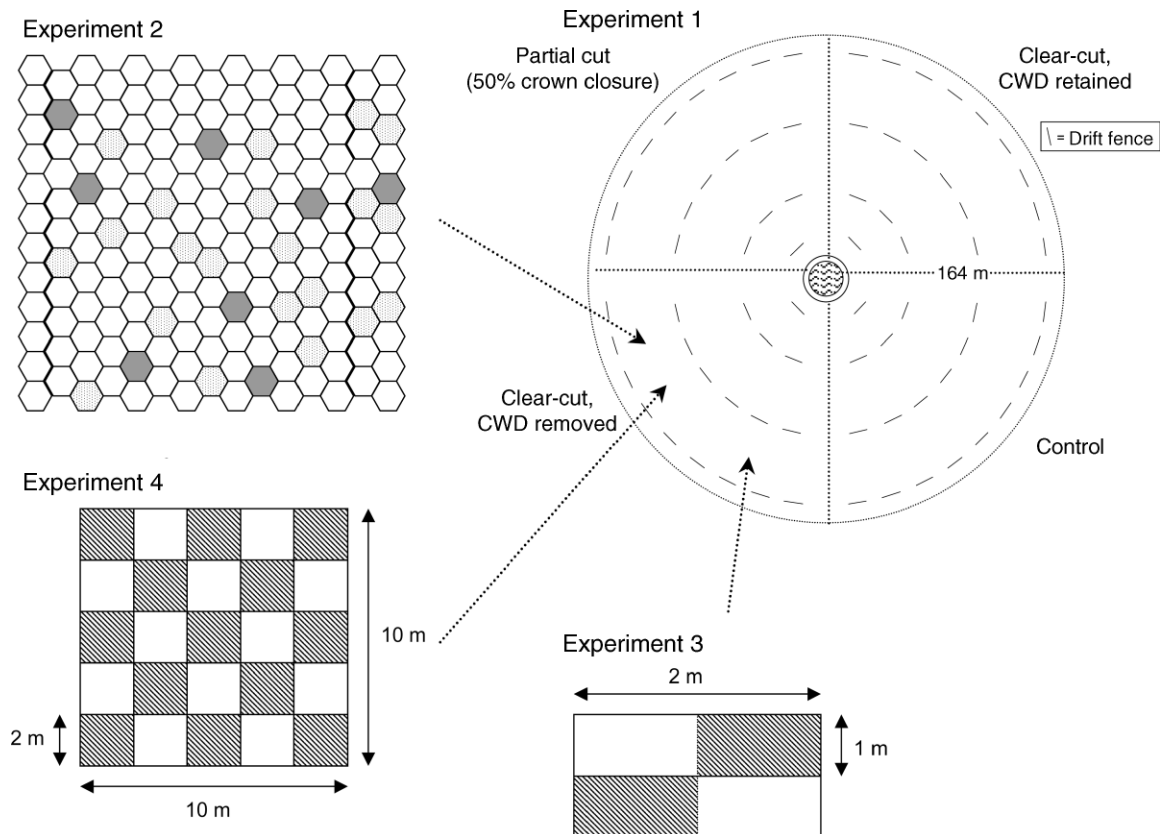 Experiment 2
Experiment 1
Partial cut
(50% crown closure)
Clear-cut,
CWD retained
\ = Drift fence
164 m
Clear-cut,
CWD removed
Control
Experiment 4
10 m
2 m
10 m
Experiment 3
2 m
1 m